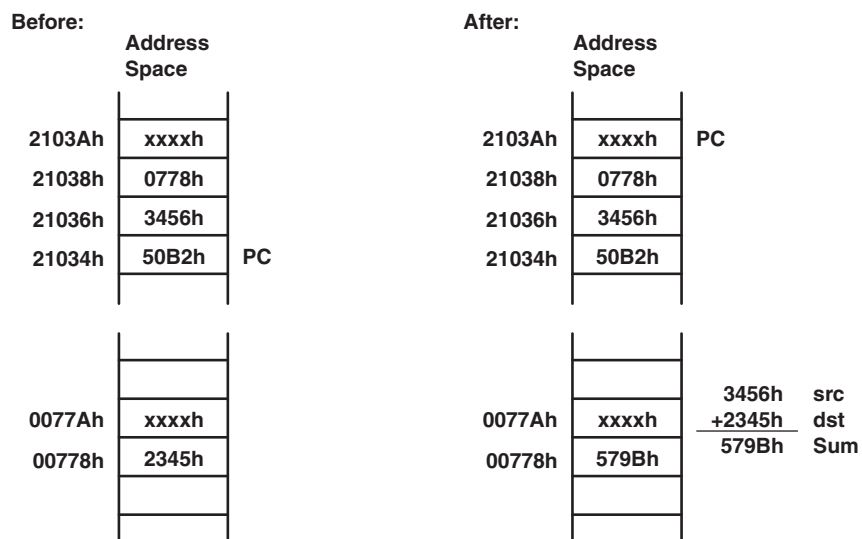 Before:
Address
Space
2103Ah xxxxh
21038h 0778h
21036h 3456h
21034h 50B2h PC
0077Ah xxxxh
00778h 2345h
After:
Address
Space
2103Ah xxxxh PC
21038h 0778h
21036h 3456h
21034h 50B2h
0077Ah xxxxh
00778h 579Bh
3456h src
+2345h dst
579Bh Sum